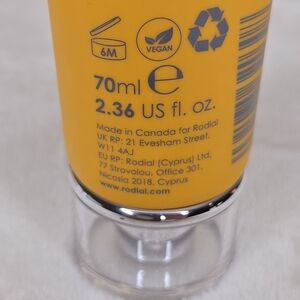 6M
VEGAN
70ml e
2.36 US fl. oz.
Made in Canada for Rodial
UK RP: 21 Evesham Street,
W11 4AJ
EU RP: Rodial (Cyprus) Ltd,
77 Strovolou, Office 301,
Nicosia 2018, Cyprus
www.rodial.com